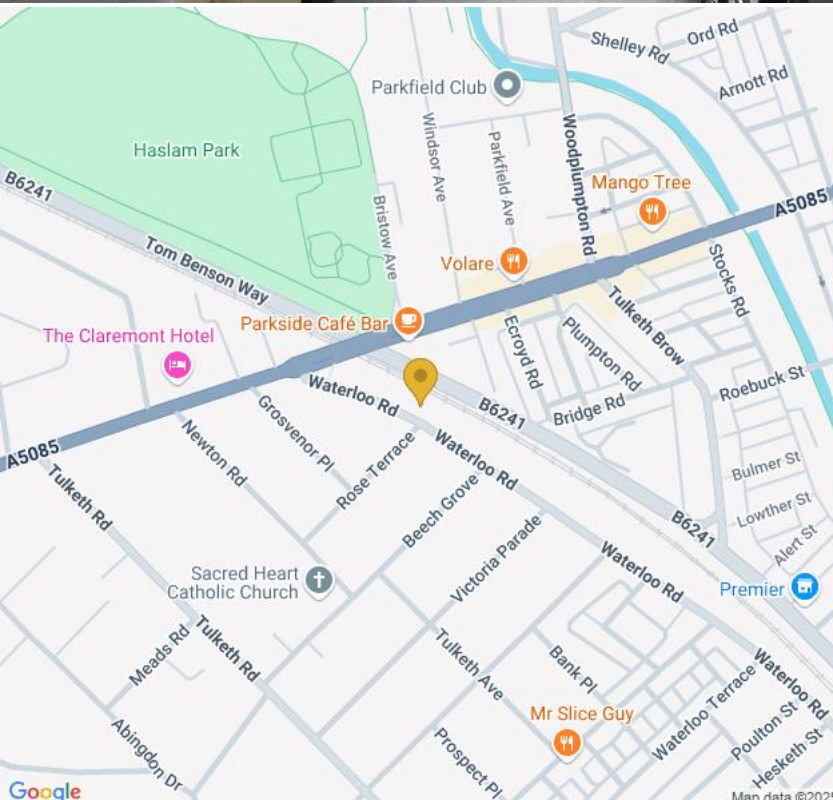 Shelley Rd
Ord Rd
Arnott Rd
Parkfield Club
Windsor Ave
Parkfield Ave
Woodplumpton Rd
Haslam Park
Mango Tree
B6241
A5085
Bristow Ave
Tom Benson Way
Volare
Stocks Rd
Tulketh Brow
Parkside Café Bar
Ecroyd Rd
Plumpton Rd
The Claremont Hotel
Roebuck St
Waterloo Rd
B6241
Bridge Rd
Grosvenor Pl
Newton Rd
Rose Terrace
Waterloo Rd
A5085
Bulmer St
Tulketh Rd
Beech Grove
Lowther St
B6241
Alert St
Victoria Parade
Waterloo Rd
Sacred Heart
Catholic Church
Premier
Meads Rd
Tulketh Rd
Tulketh Ave
Bank Pl
Waterloo Rd
Waterloo Terrace
Poulton St
Mr Slice Guy
Hesketh St
Abingdon Dr
Prospect Pl
Google
Map data ©2025